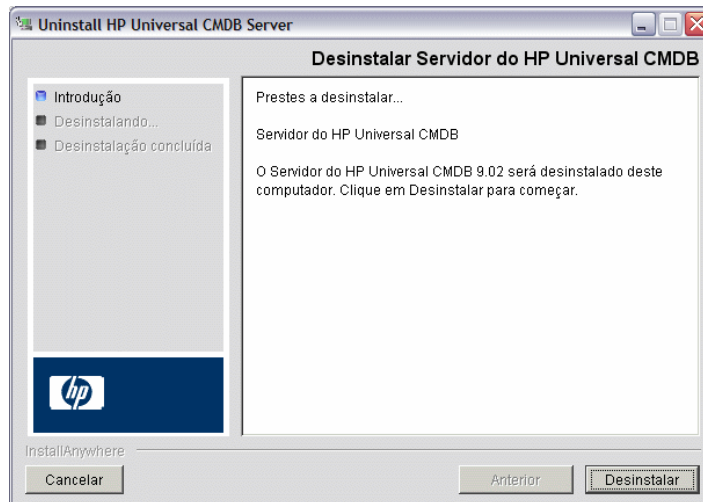 Uninstall HP Universal CMDB Server
Desinstalar Servidor do HP Universal CMDB
Introdução
Desinstalando...
Desinstalação concluída
Prestes a desinstalar...
Servidor do HP Universal CMDB
O Servidor do HP Universal CMDB 9.02 será desinstalado deste
computador. Clique em Desinstalar para começar.
hp
InstallAnywhere
Cancelar
Anterior
Desinstalar